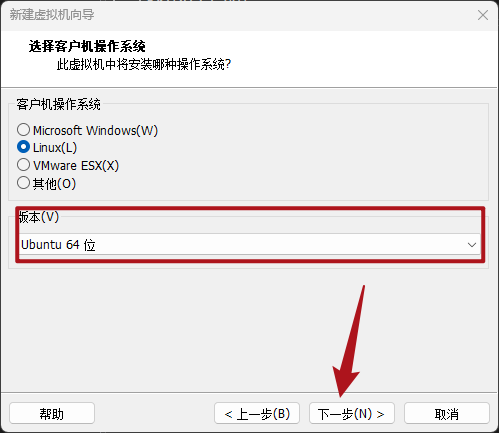 新建虚拟机向导
选择客户机操作系统
此虚拟机中将安装哪种操作系统?
客户机操作系统
Microsoft Windows(W)
Linux(L)
VMware ESX(X)
其他(O)
版本(V)
Ubuntu 64 位
帮助
< 上一步(B)
下一步(N) >
取消